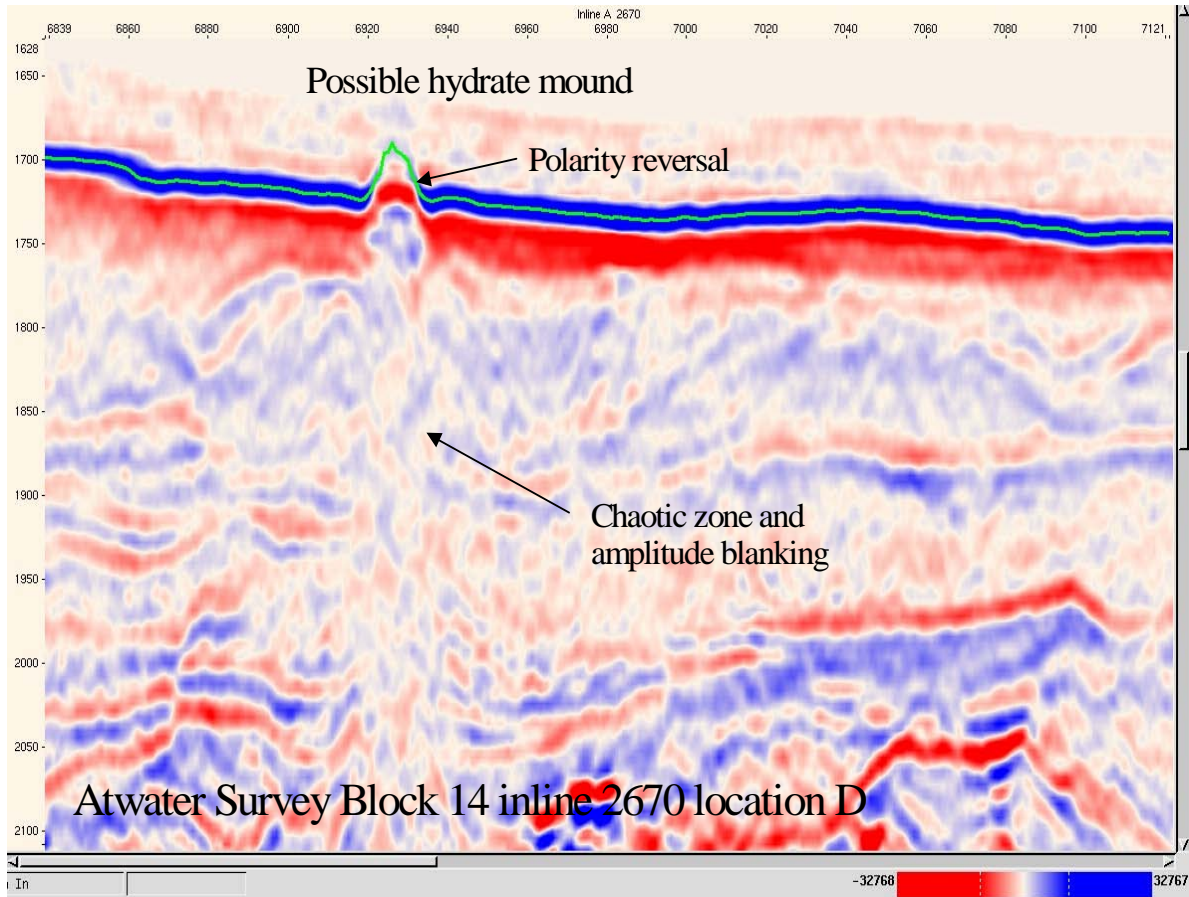 Inline A 2670
6839 6860 6880 6900 6920 6940 6960 6980 7000 7020 7040 7060 7080 7100 7121
1628
1650
Possible hydrate mound
1700
Polarity reversal
1750
1800
1850
1900
Chaotic zone and
amplitude blanking
1950
2000
2050
Atwater Survey Block 14 inline 2670 location D
2100
In
-32768 32767